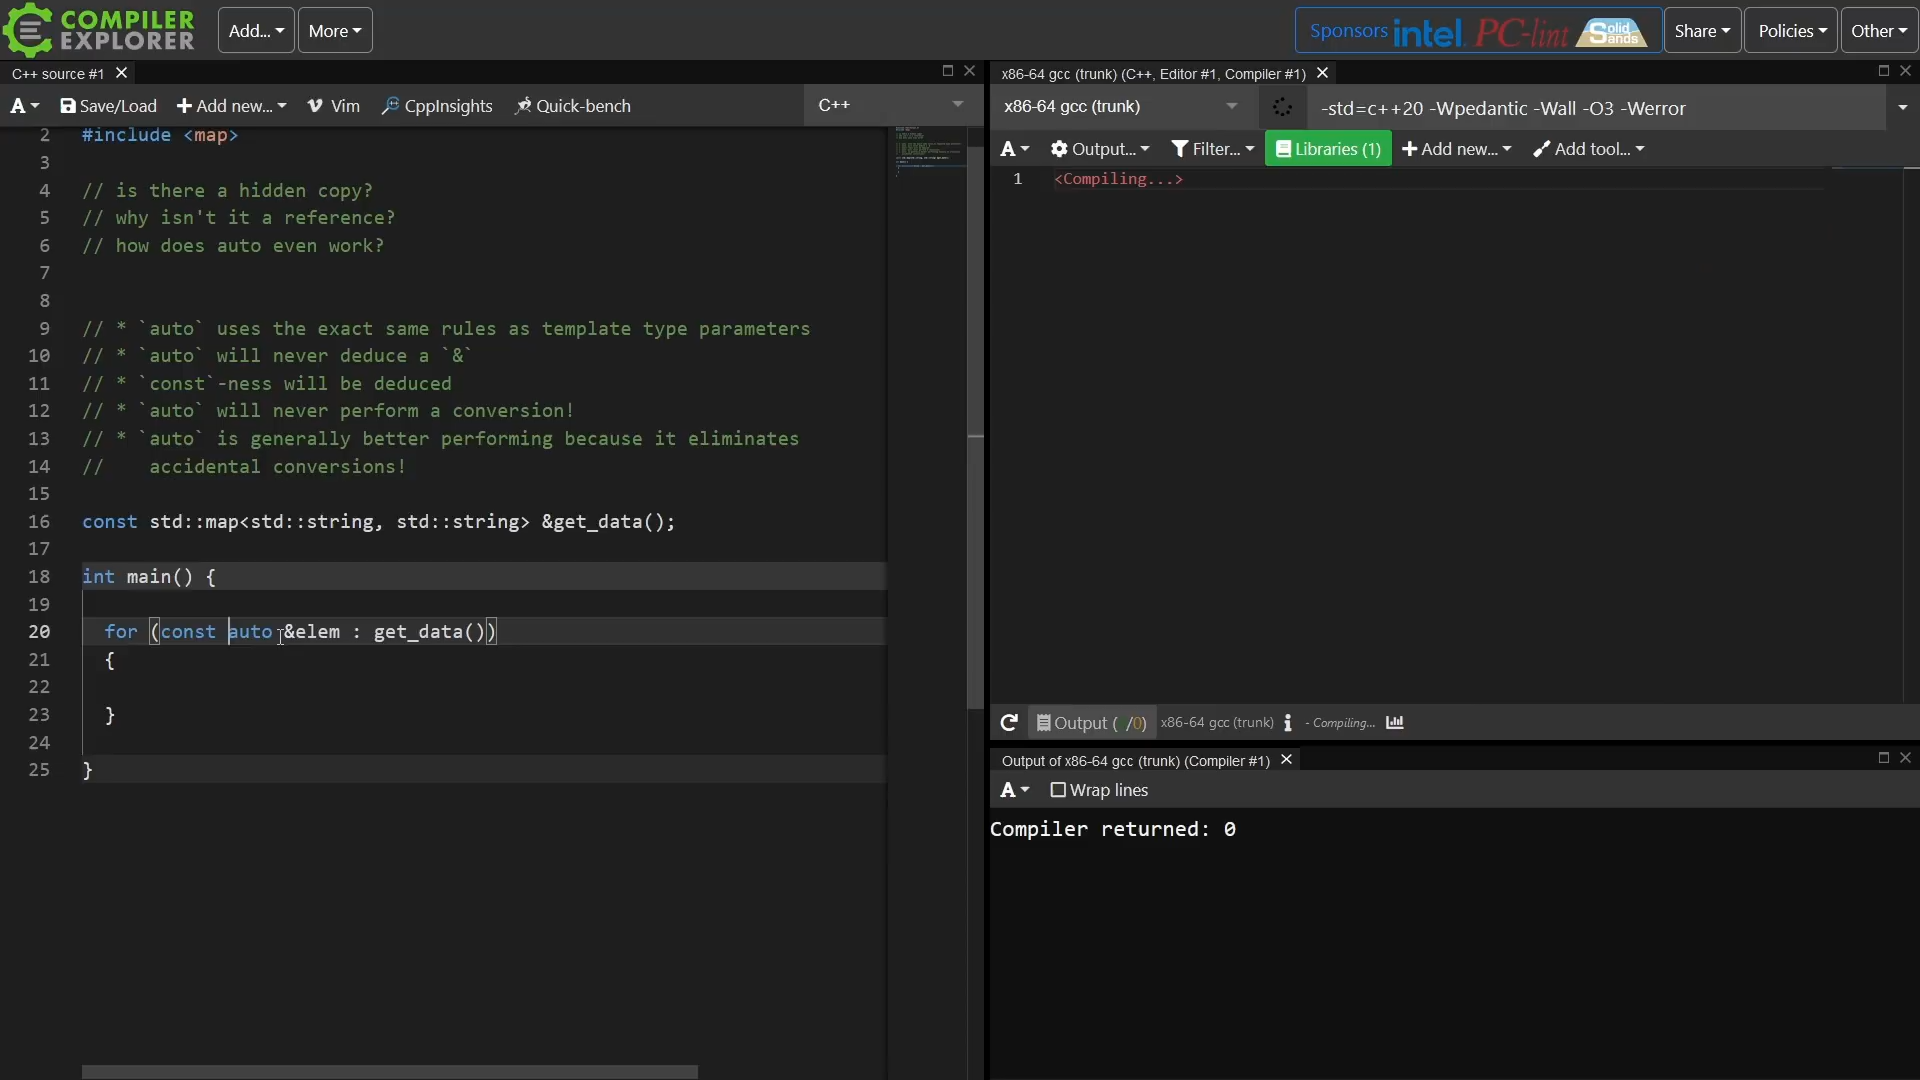 COMPILER
EXPLORER
Add...
More
Sponsors intel. PC-lint Solid Sands
Share
Policies
Other
C++ source #1
A
Save/Load
Add new...
Vim
CppInsights
Quick-bench
C++
2 #include <map>
3
4 // is there a hidden copy?
5 // why isn't it a reference?
6 // how does auto even work?
7
8
9 // * `auto` uses the exact same rules as template type parameters
10 // * `auto` will never deduce a `&`
11 // * `const`-ness will be deduced
12 // * `auto` will never perform a conversion!
13 // * `auto` is generally better performing because it eliminates
14 //    accidental conversions!
15
16 const std::map<std::string, std::string> &get_data();
17
18 int main() {
19
20   for (const auto &elem : get_data())
21   {
22
23   }
24
25 }
x86-64 gcc (trunk) (C++, Editor #1, Compiler #1)
x86-64 gcc (trunk)
-std=c++20 -Wpedantic -Wall -O3 -Werror
A
Output...
Filter...
Libraries (1)
Add new...
Add tool...
1 <Compiling...>
Output ( /0)
x86-64 gcc (trunk)
- Compiling...
Output of x86-64 gcc (trunk) (Compiler #1)
A
Wrap lines
Compiler returned: 0